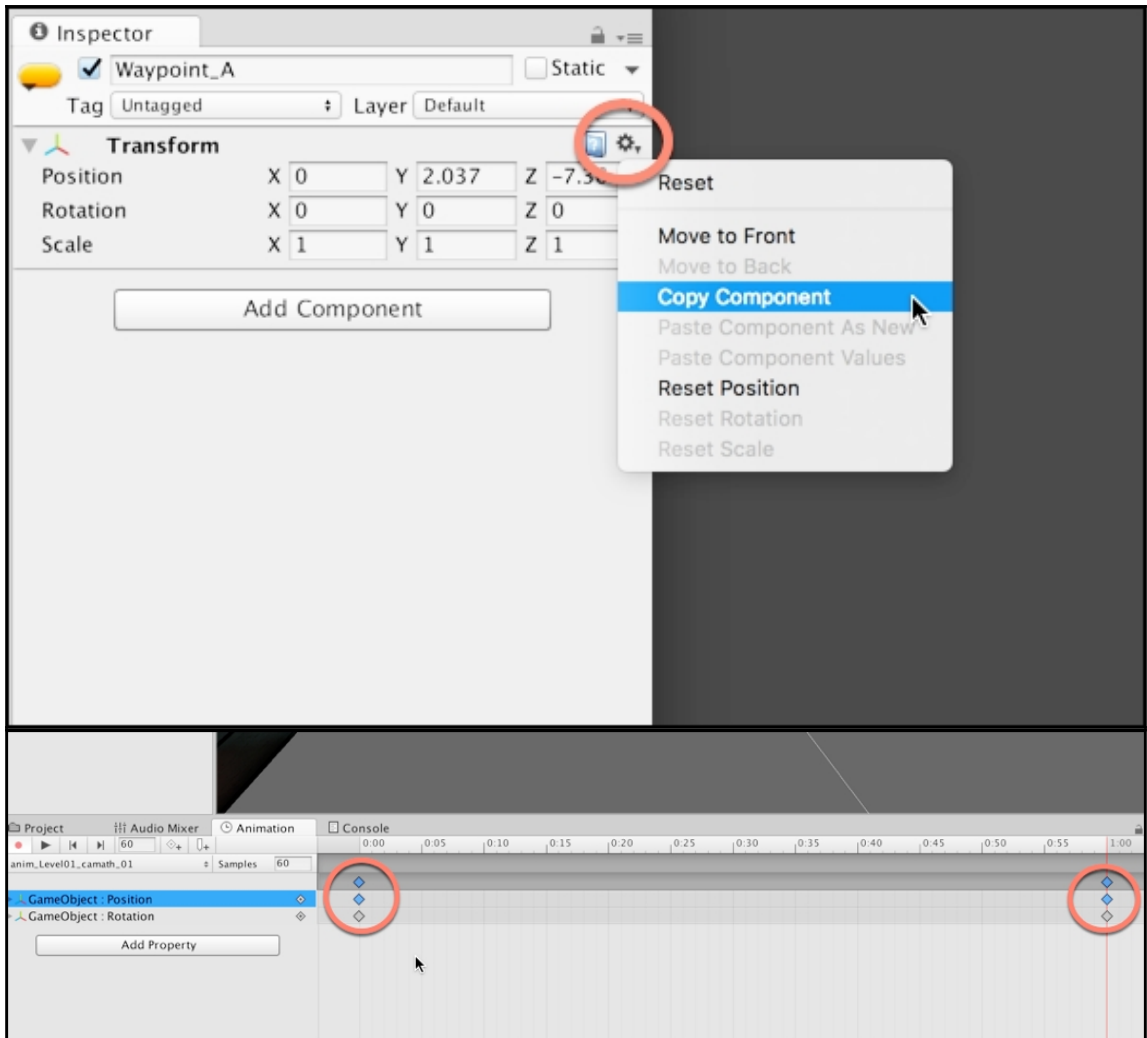 Inspector
Waypoint_A
Static
Tag Untagged Layer Default
Transform
Position X 0 Y 2.037 Z
Rotation X 0 Y 0 Z 0
Scale X 1 Y 1 Z 1
Add Component
Reset
Move to Front
Move to Back
Copy Component
Paste Component As New
Paste Component Values
Reset Position
Reset Rotation
Reset Scale
Project Audio Mixer Animation Console
60 0:00 0:05 0:10 0:15 0:20 0:25 0:30 0:35 0:40 0:45 0:50 0:55 1:00
anim_Level01_camath_01 Samples 60
GameObject : Position
GameObject : Rotation
Add Property